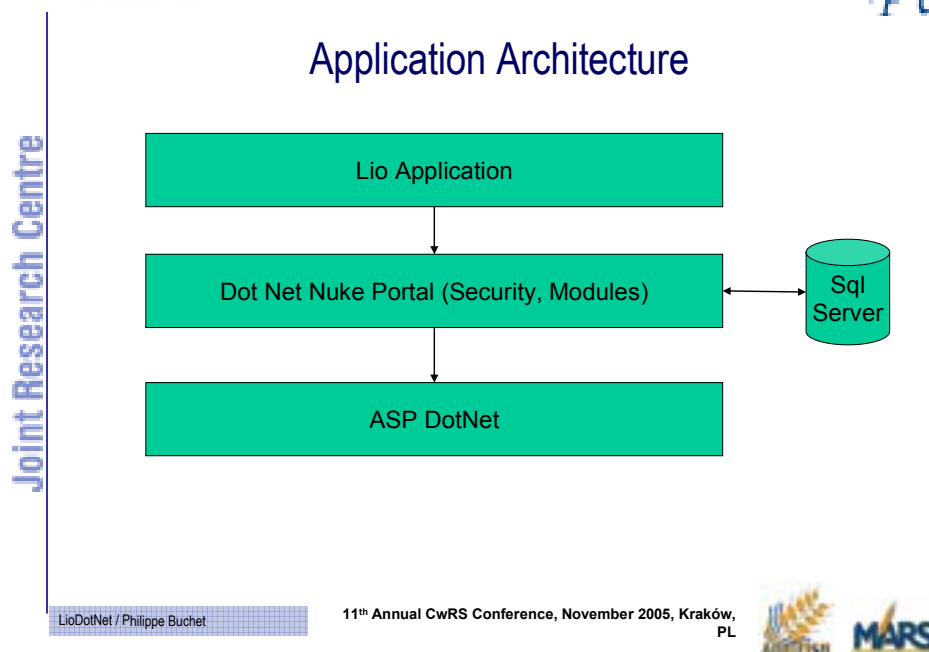 Application Architecture
Joint Research Centre
Lio Application
Dot Net Nuke Portal (Security, Modules)
Sql
Server
ASP DotNet
LioDotNet / Philippe Buchet
11th Annual CwRS Conference, November 2005, Kraków,
PL
MARS